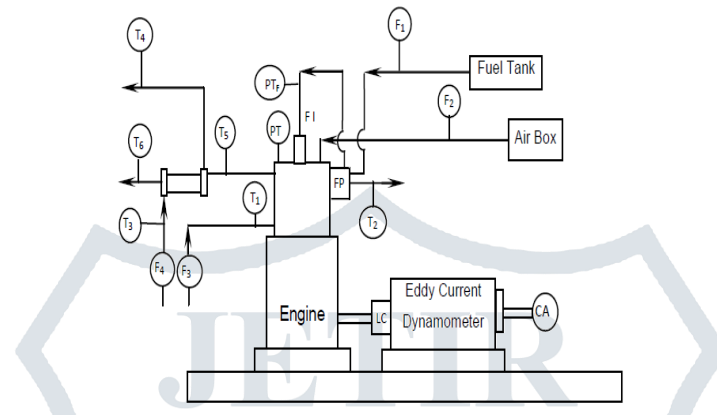 T4
F1
Fuel Tank
PTF
F I
F2
Air Box
T6
T5
PT
FP
T2
T3
T1
F4
F3
Engine
LC
Eddy Current
Dynamometer
CA
JETIR